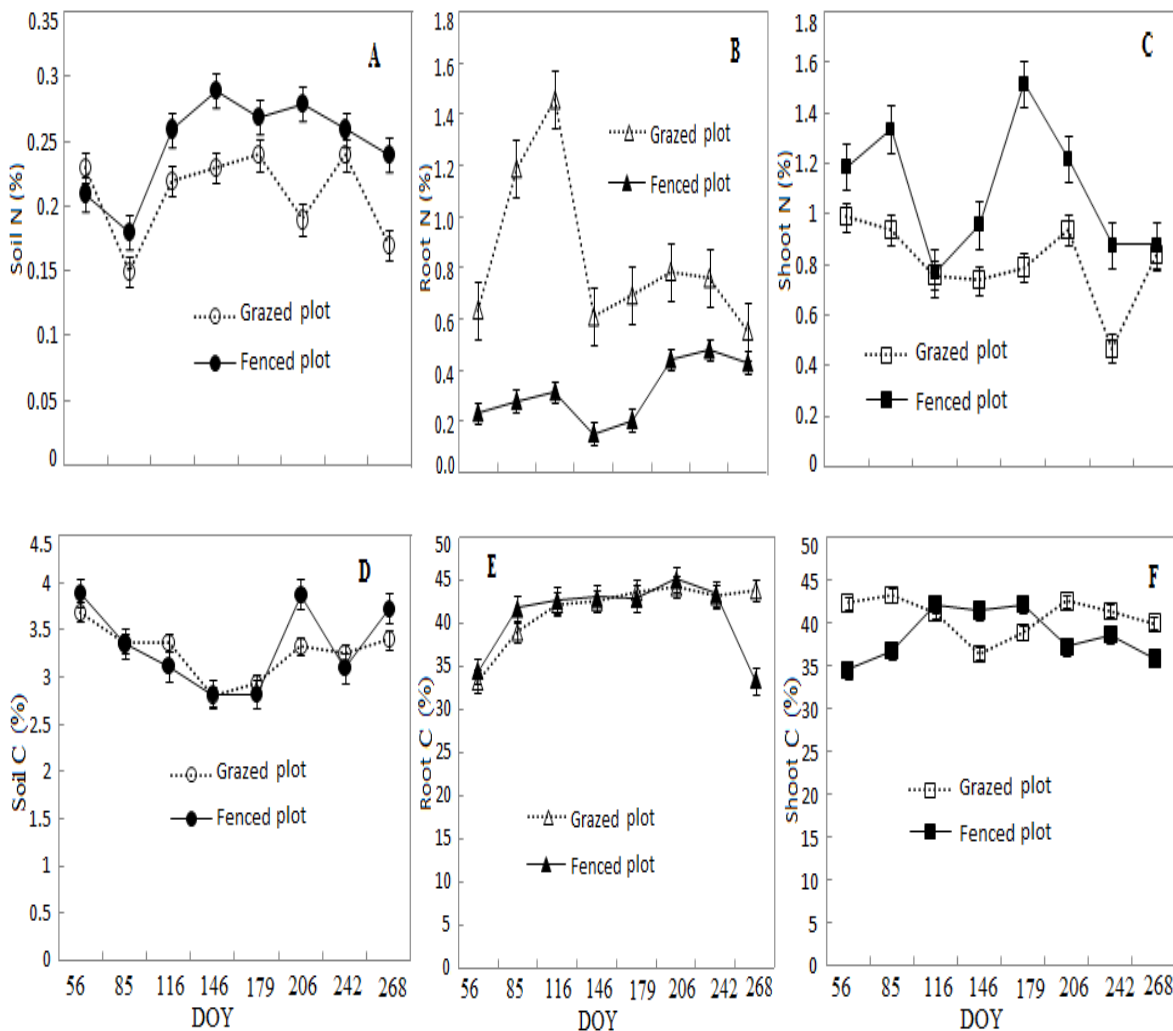 A
Soil N (%)
0.35
0.3
0.25
0.2
0.15
0.1
0.05
0
Grazed plot
Fenced plot
B
Root N (%)
1.8
1.6
1.4
1.2
1.0
0.8
0.6
0.4
0.2
0.0
Grazed plot
Fenced plot
C
Shoot N (%)
1.8
1.6
1.4
1.2
1
0.8
0.6
0.4
0.2
0
Grazed plot
Fenced plot
D
Soil C (%)
4.5
4
3.5
3
2.5
2
1.5
1
0.5
0
Grazed plot
Fenced plot
56 85 116 146 179 206 242 268
DOY
E
Root C (%)
50
45
40
35
30
25
20
15
10
5
0
Grazed plot
Fenced plot
56 85 116 146 179 206 242 268
DOY
F
Shoot C (%)
50
45
40
35
30
25
20
15
10
5
0
Grazed plot
Fenced plot
56 85 116 146 179 206 242 268
DOY